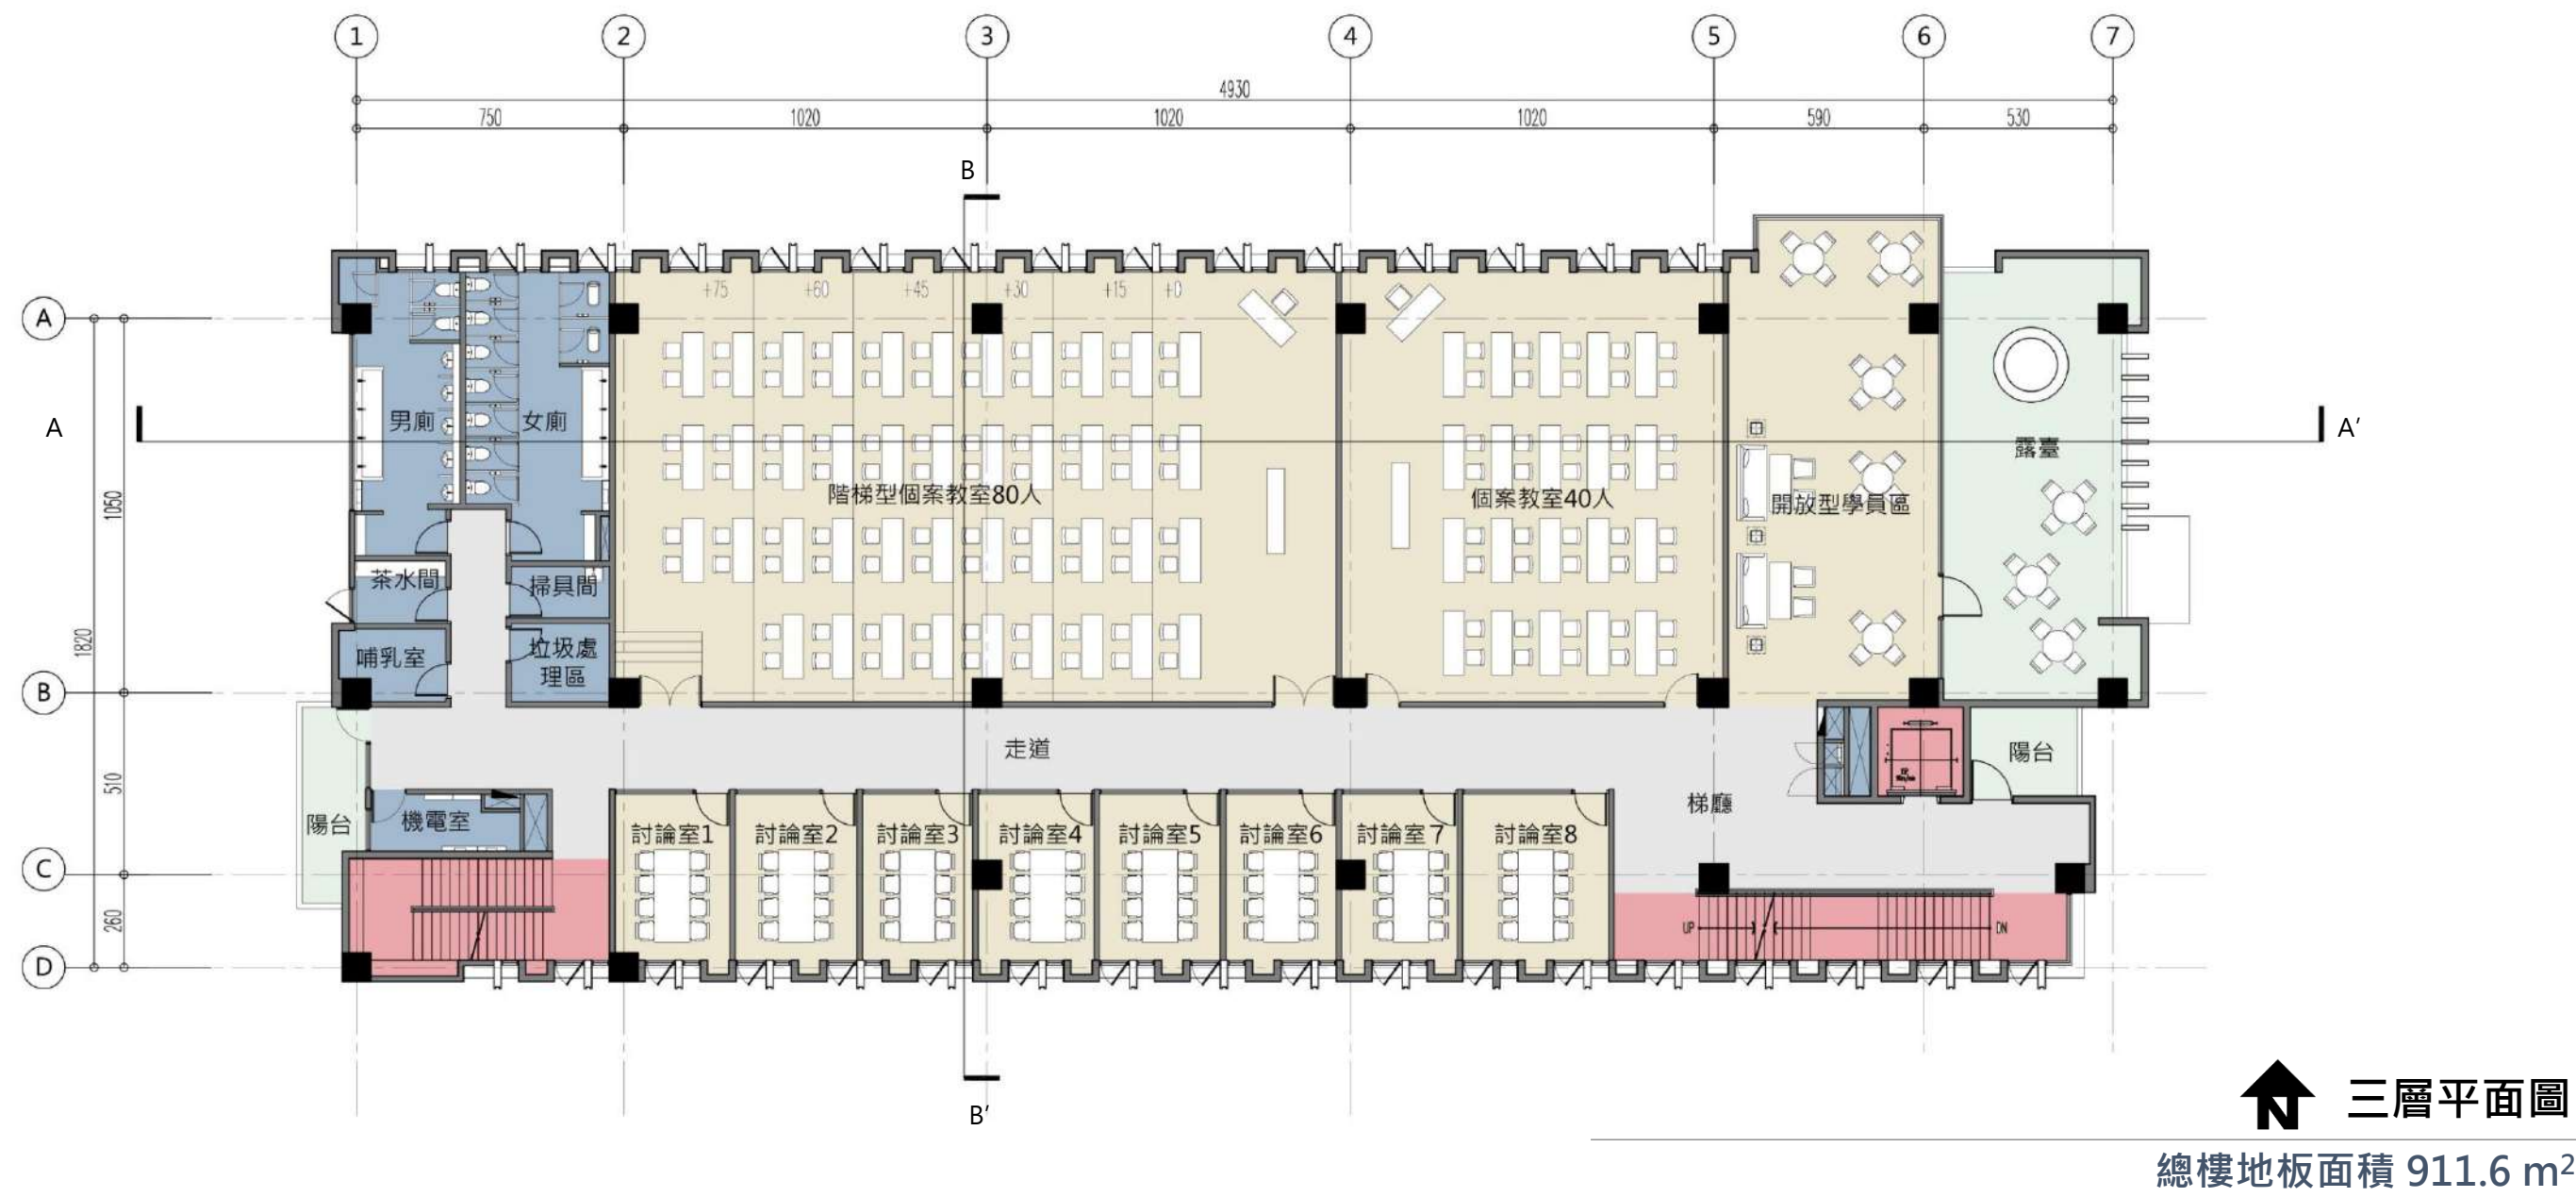 1 2 3 4 5 6 7
4930
750 1020 1020 1020 590 530
B
+75 +60 +45 +30 +15 +0
A
A A'
男廁 女廁 露臺
階梯型個案教室80人 個案教室40人 開放型學員區
1050
茶水間 掃具間
1820
哺乳室 垃圾處
理區
B
走道 陽台
510
梯廳
陽台 機電室
討論室1 討論室2 討論室3 討論室4 討論室5 討論室6 討論室7 討論室8
C
260
UP DN
D
B'
N 三層平面圖
總樓地板面積 911.6 m²